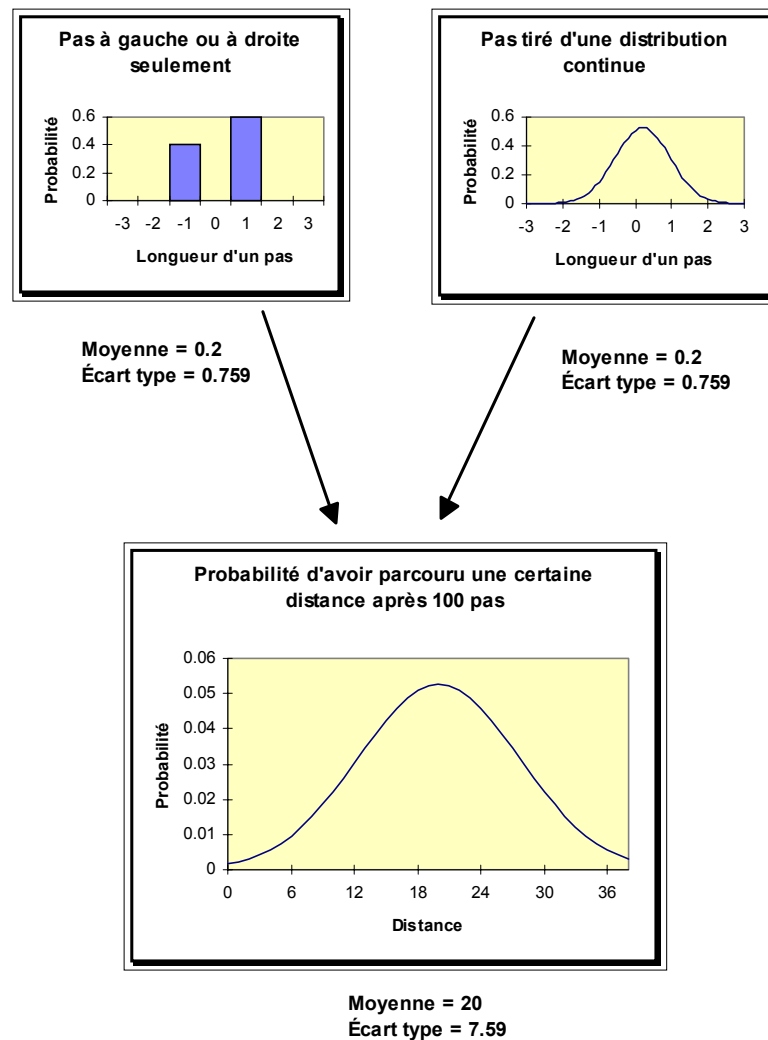 Pas à gauche ou à droite
seulement
Probabilité
0.6
0.4
0.2
0
-3 -2 -1 0 1 2 3
Longueur d'un pas
Pas tiré d'une distribution
continue
Probabilité
0.6
0.4
0.2
0
-3 -2 -1 0 1 2 3
Longueur d'un pas
Moyenne = 0.2
Écart type = 0.759
Moyenne = 0.2
Écart type = 0.759
Probabilité d'avoir parcouru une certaine
distance après 100 pas
Probabilité
0.06
0.05
0.04
0.03
0.02
0.01
0
0 6 12 18 24 30 36
Distance
Moyenne = 20
Écart type = 7.59